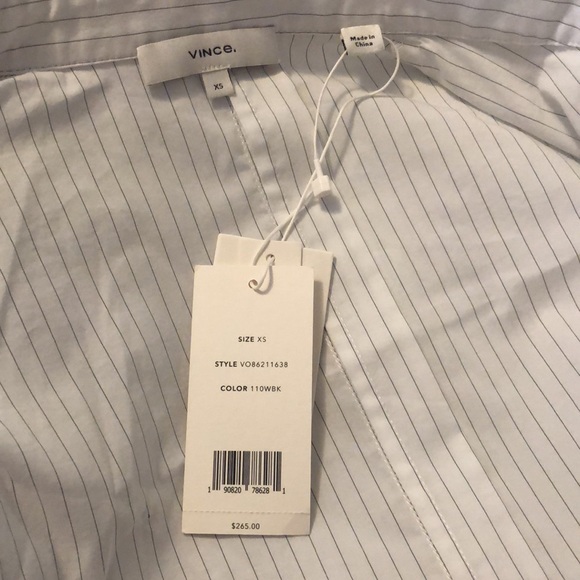 VINCE.
XS
Made in
China
SIZE XS
STYLE VO86211638
COLOR 110WBK
1 90820 78628 1
$265.00